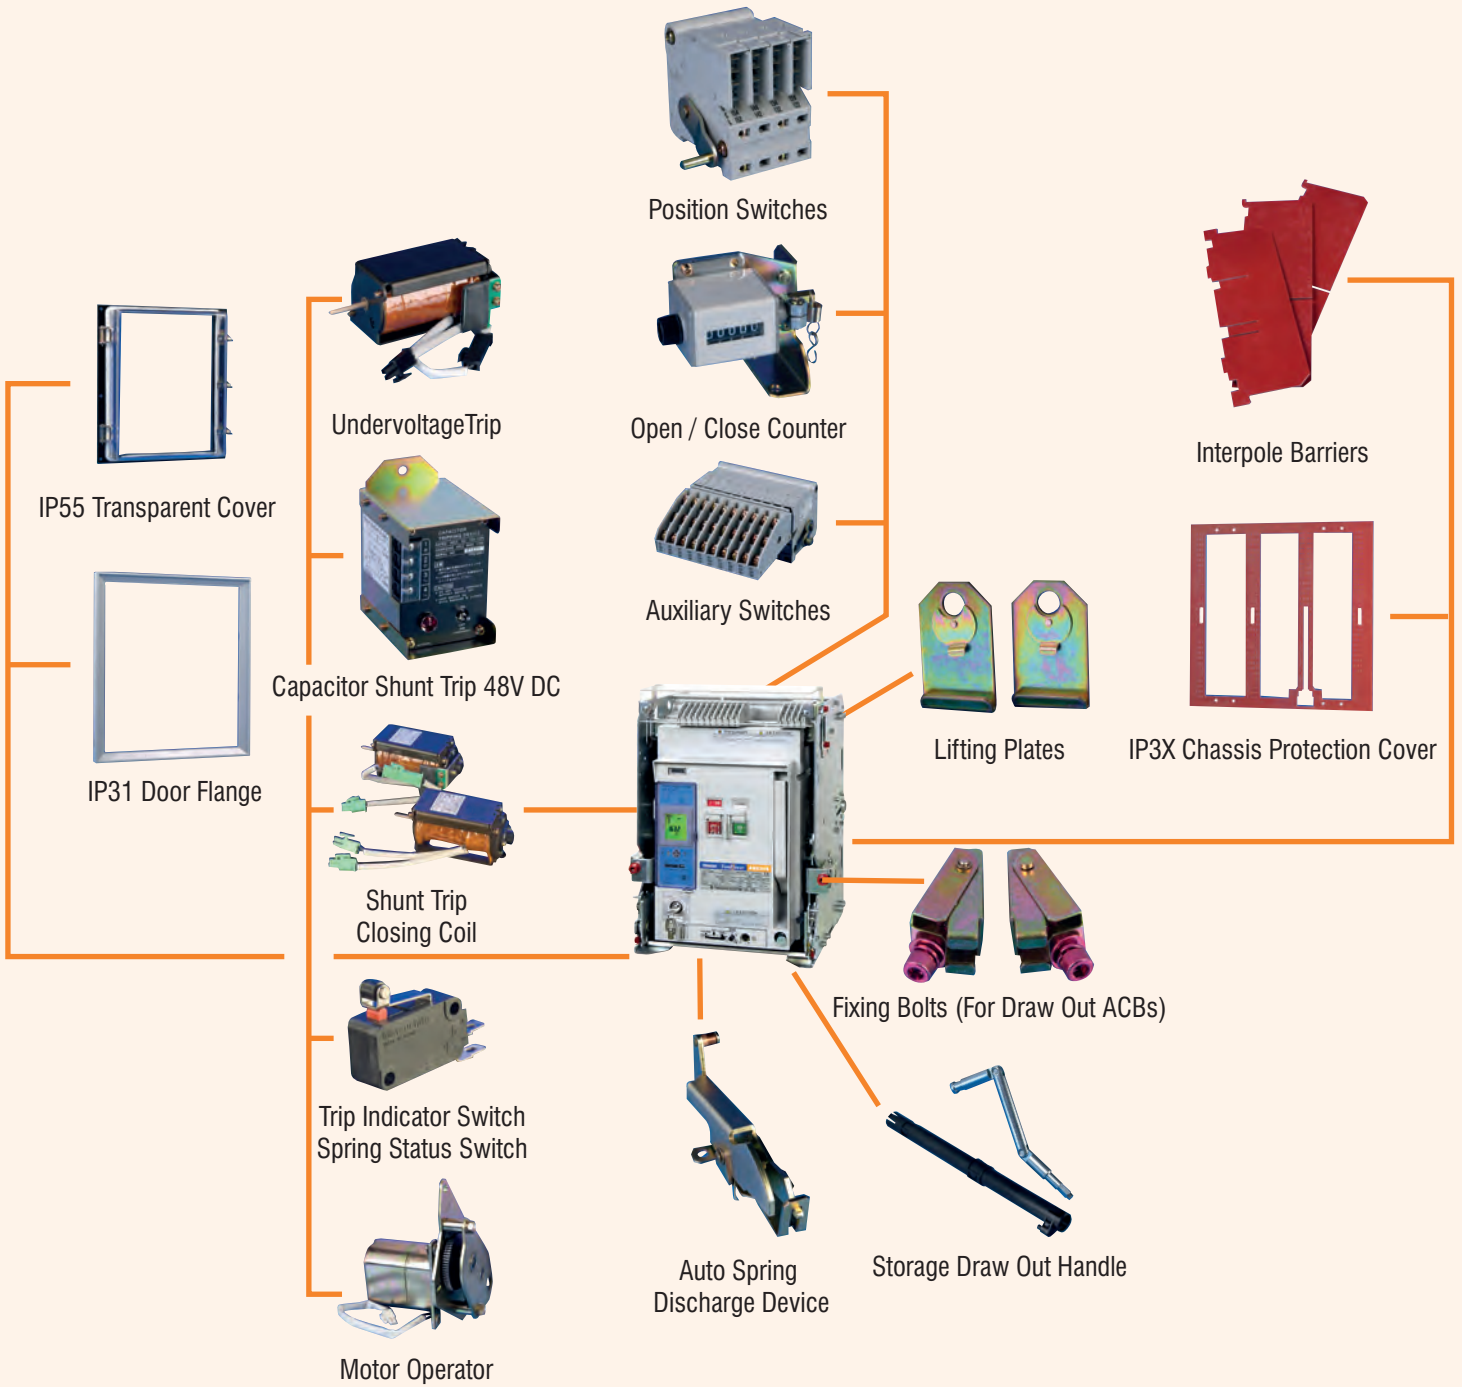 Position Switches
UndervoltageTrip
Open / Close Counter
Interpole Barriers
IP55 Transparent Cover
Auxiliary Switches
Capacitor Shunt Trip 48V DC
Lifting Plates
IP3X Chassis Protection Cover
IP31 Door Flange
Shunt Trip
Closing Coil
Fixing Bolts (For Draw Out ACBs)
Trip Indicator Switch
Spring Status Switch
Auto Spring
Discharge Device
Storage Draw Out Handle
Motor Operator